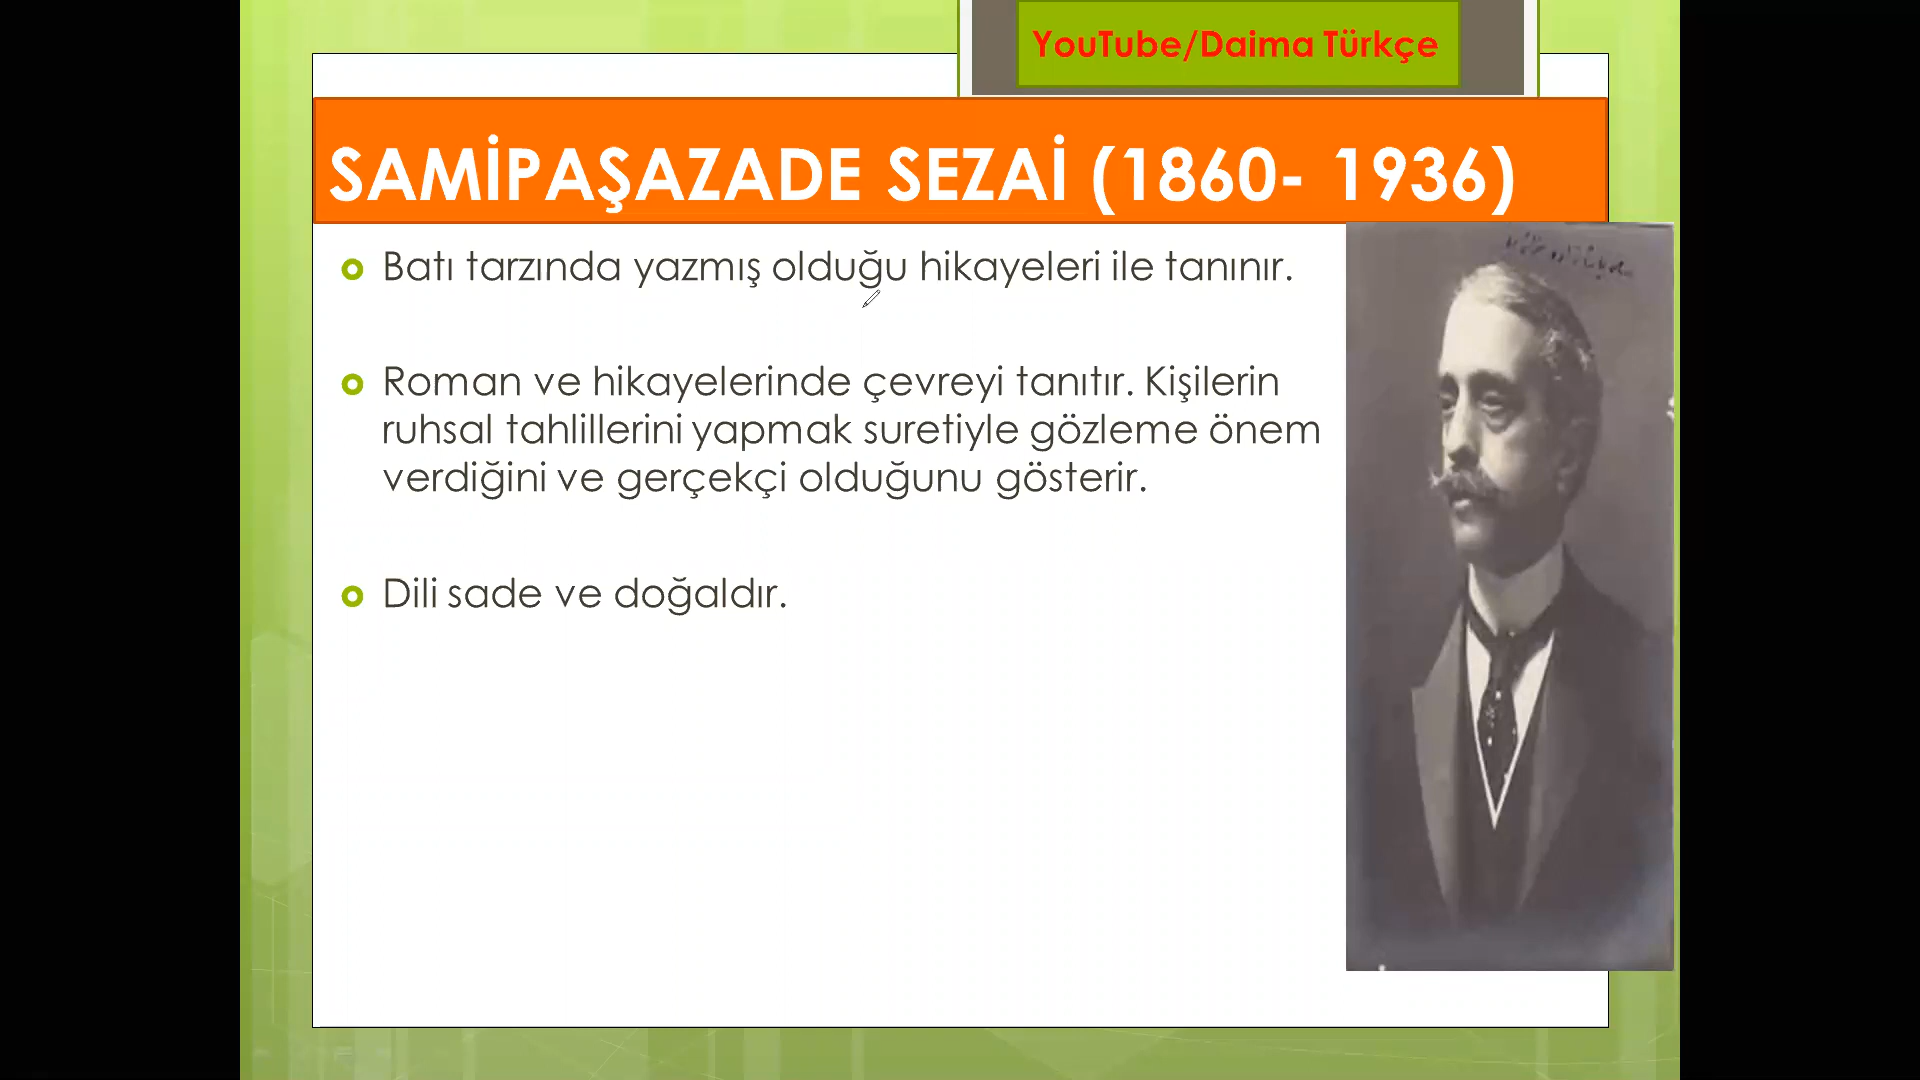 YouTube/Daima Türkçe
SAMİPAŞAZADE SEZAİ (1860- 1936)
Batı tarzında yazmış olduğu hikayeleri ile tanınır.
Roman ve hikayelerinde çevreyi tanıtır. Kişilerin
ruhsal tahlillerini yapmak suretiyle gözleme önem
verdiğini ve gerçekçi olduğunu gösterir.
Dili sade ve doğaldır.